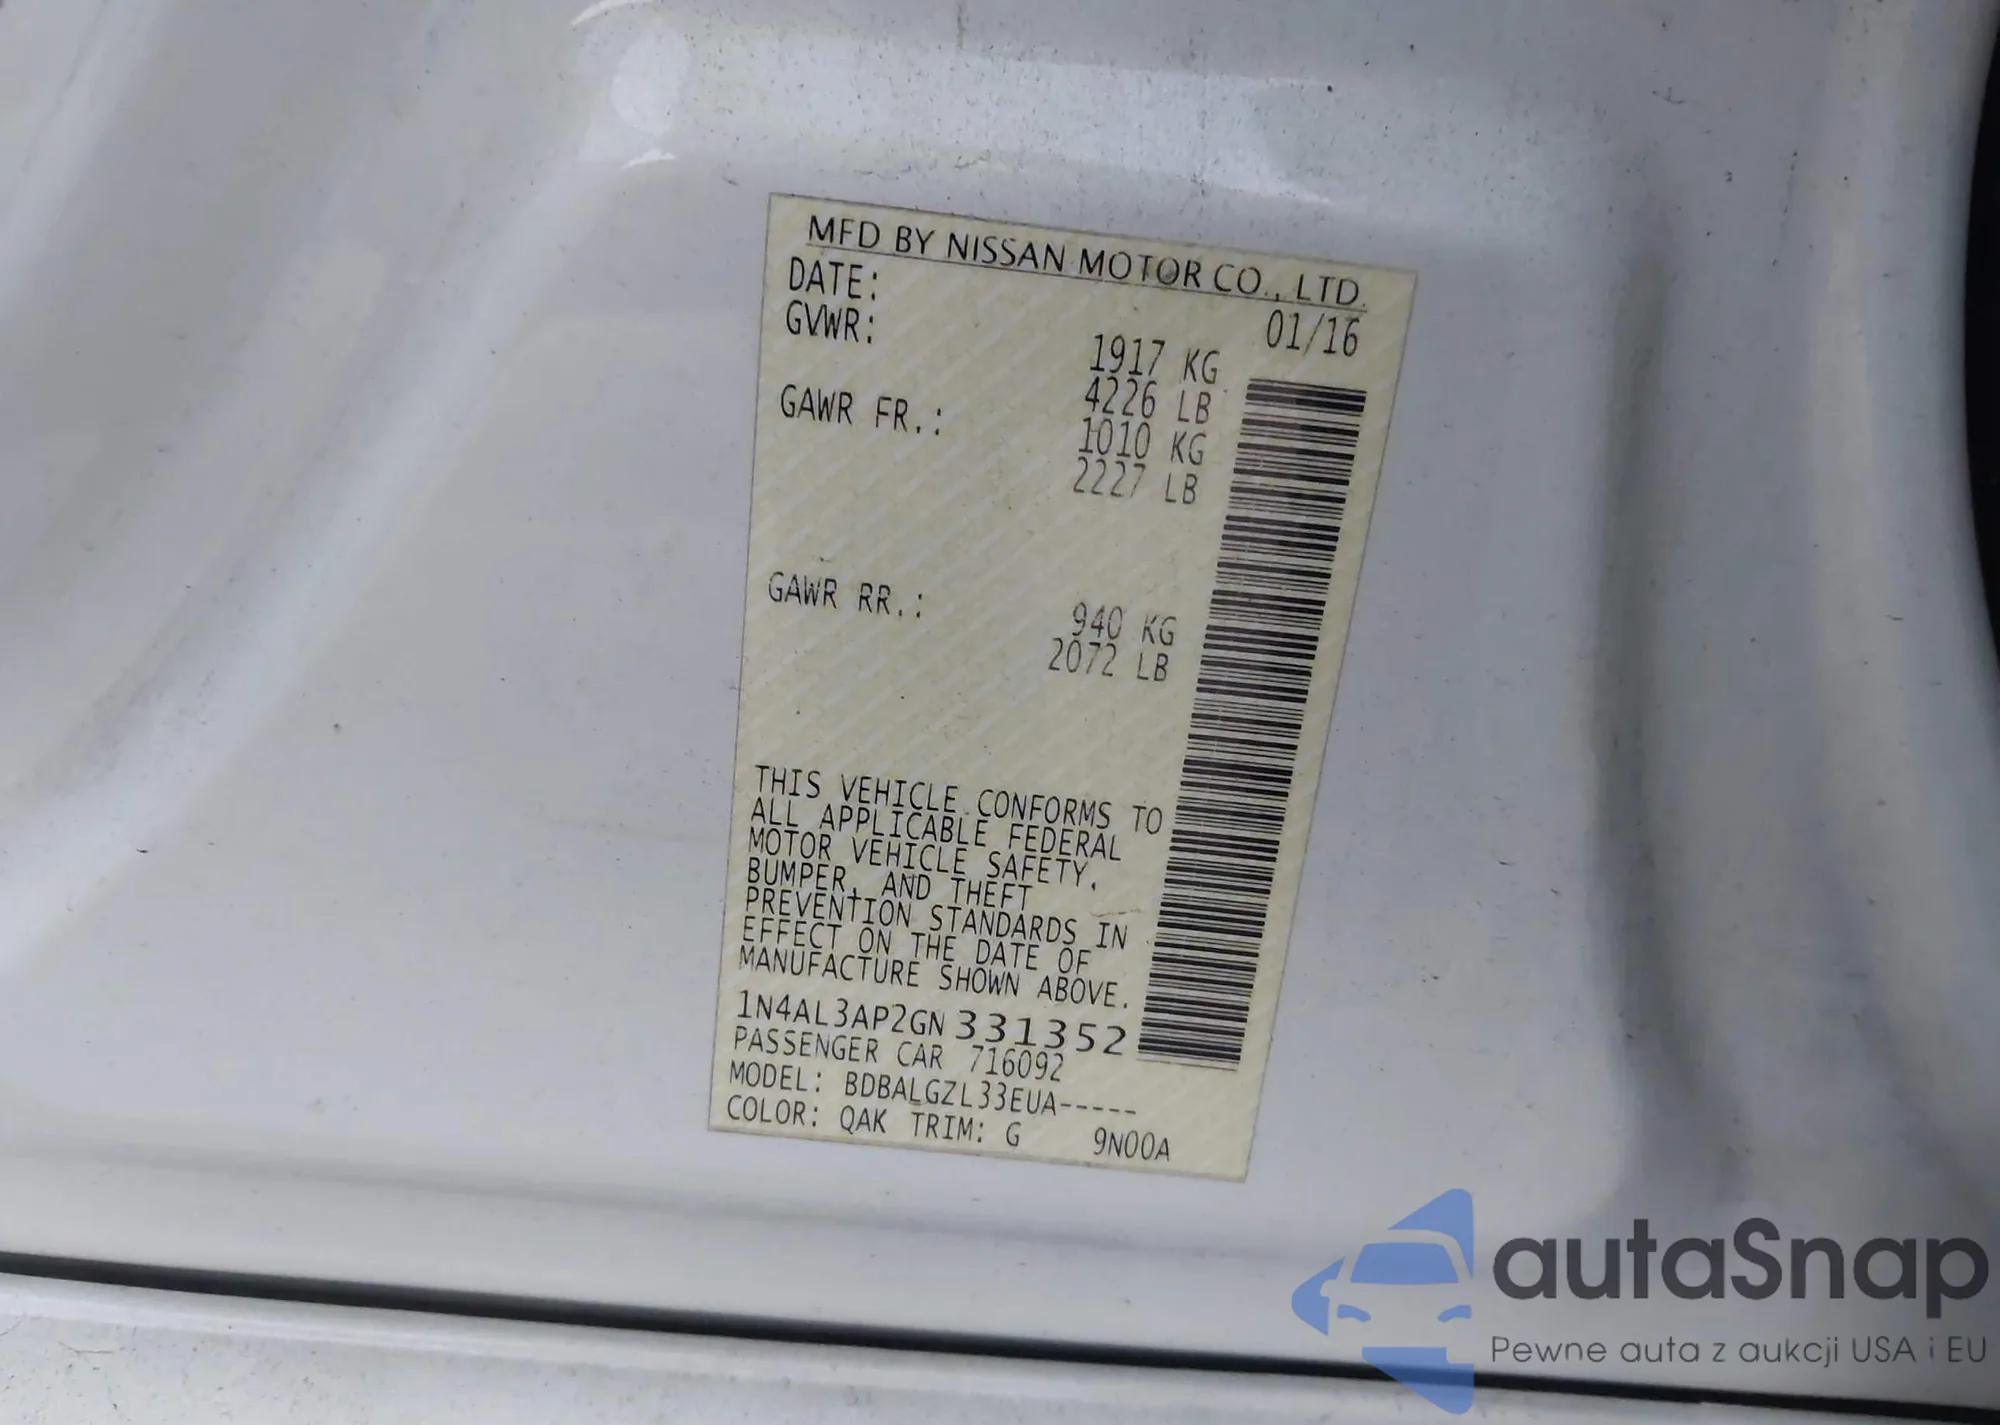 MFD BY NISSAN MOTOR CO., LTD.
DATE: 01/16
GVWR: 1917 KG
4226 LB
GAWR FR.: 1010 KG
2227 LB
GAWR RR.: 940 KG
2072 LB
THIS VEHICLE CONFORMS TO
ALL APPLICABLE FEDERAL
MOTOR VEHICLE SAFETY,
BUMPER, AND THEFT
PREVENTION STANDARDS IN
EFFECT ON THE DATE OF
MANUFACTURE SHOWN ABOVE.
1N4AL3AP2GN331352
PASSENGER CAR 716092
MODEL: BDBALGZL33EUA-----
COLOR: QAK TRIM: G 9N00A
autaSnap
Pewne auta z aukcji USA i EU